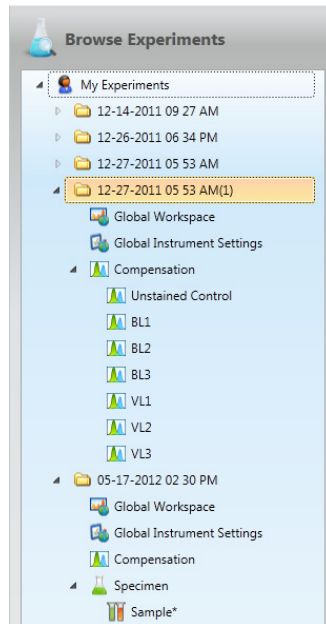 Browse Experiments
My Experiments
12-14-2011 09 27 AM
12-26-2011 06 34 PM
12-27-2011 05 53 AM
12-27-2011 05 53 AM(1)
Global Workspace
Global Instrument Settings
Compensation
Unstained Control
BL1
BL2
BL3
VL1
VL2
VL3
05-17-2012 02 30 PM
Global Workspace
Global Instrument Settings
Compensation
Specimen
Sample*